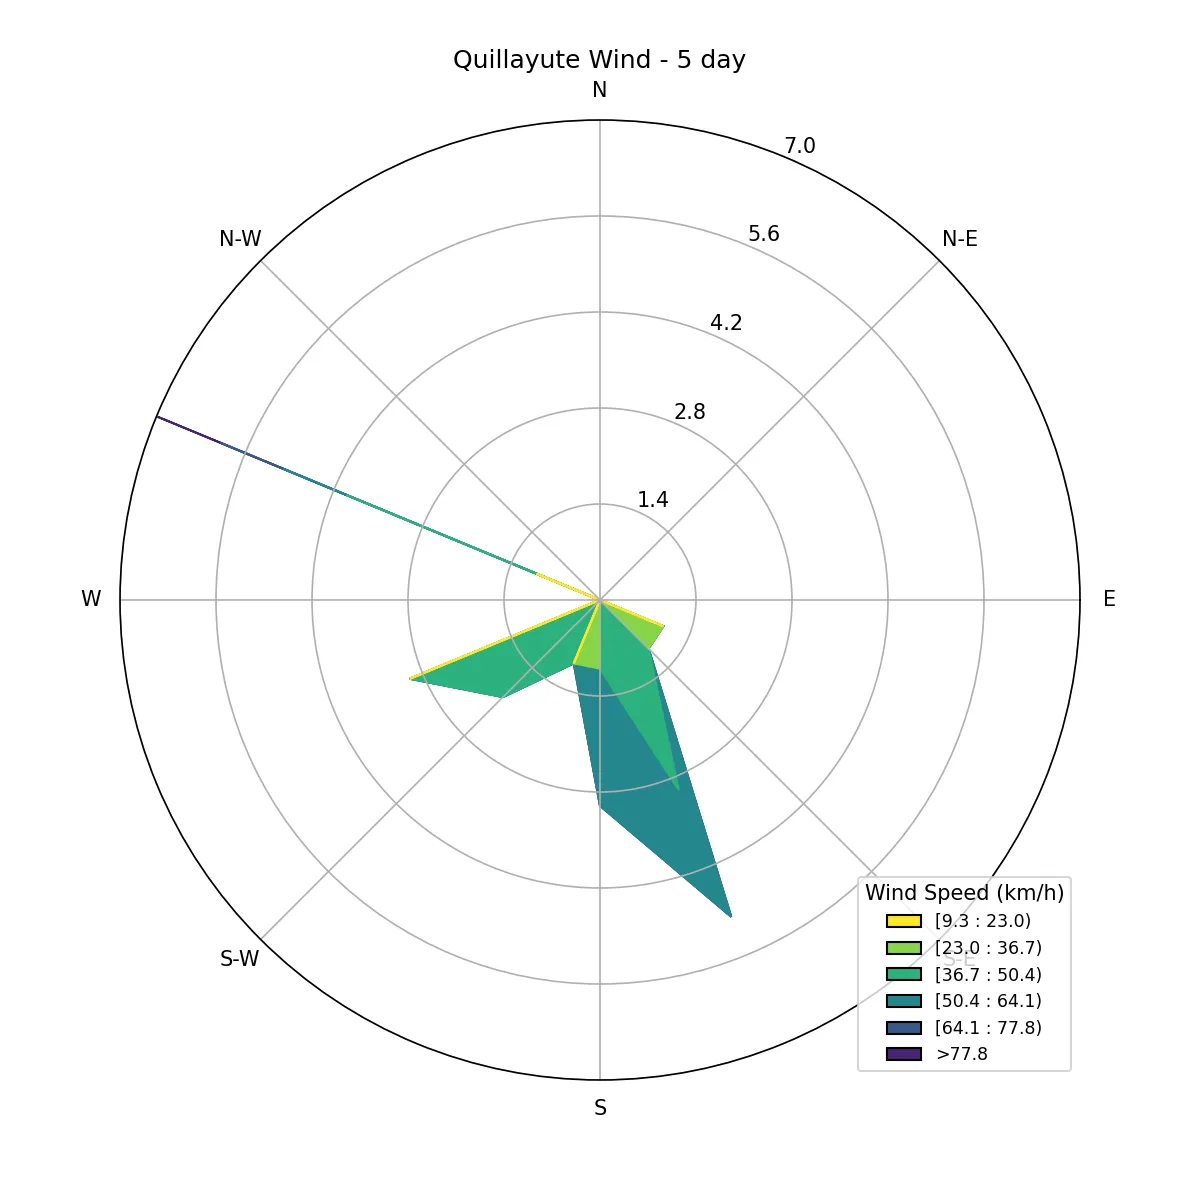 Quillayute Wind - 5 day
N
7.0
N-W
N-E
5.6
4.2
2.8
1.4
W
E
S-W
S-E
S
Wind Speed (km/h)
[9.3 : 23.0)
[23.0 : 36.7)
[36.7 : 50.4)
[50.4 : 64.1)
[64.1 : 77.8)
>77.8